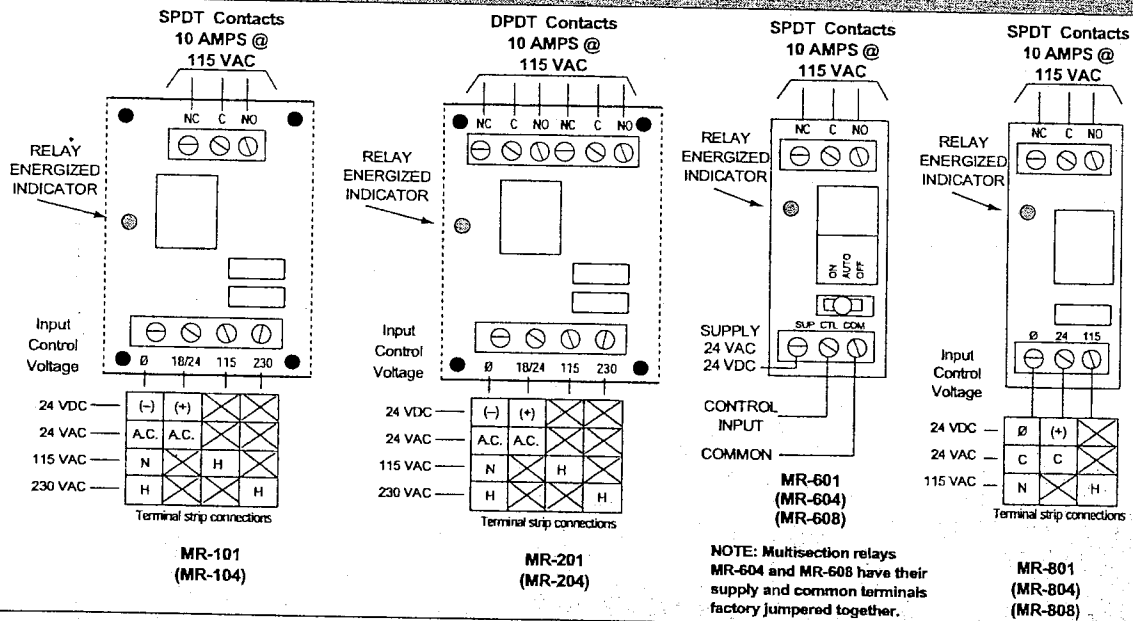 SPDT Contacts
10 AMPS @
115 VAC
NC C NO
RELAY
ENERGIZED
INDICATOR
Input
Control
Voltage
Ø 18/24 115 230
24 VDC (–) (+)
24 VAC A.C. A.C.
115 VAC N H
230 VAC H H
Terminal strip connections
MR-101
(MR-104)
DPDT Contacts
10 AMPS @
115 VAC
NC C NO NC C NO
RELAY
ENERGIZED
INDICATOR
Input
Control
Voltage
Ø 18/24 115 230
24 VDC (–) (+)
24 VAC A.C. A.C.
115 VAC N H
230 VAC H H
Terminal strip connections
MR-201
(MR-204)
SPDT Contacts
10 AMPS @
115 VAC
NC C NO
RELAY
ENERGIZED
INDICATOR
ON
AUTO
OFF
SUP CTL COM
SUPPLY
24 VAC
24 VDC
CONTROL
INPUT
COMMON
MR-601
(MR-604)
(MR-608)
NOTE: Multisection relays
MR-604 and MR-608 have their
supply and common terminals
factory jumpered together.
SPDT Contacts
10 AMPS @
115 VAC
NC C NO
RELAY
ENERGIZED
INDICATOR
Ø 24 115
Input
Control
Voltage
24 VDC Ø (+)
24 VAC C C
115 VAC N H
Terminal strip connections
MR-801
(MR-804)
(MR-808)